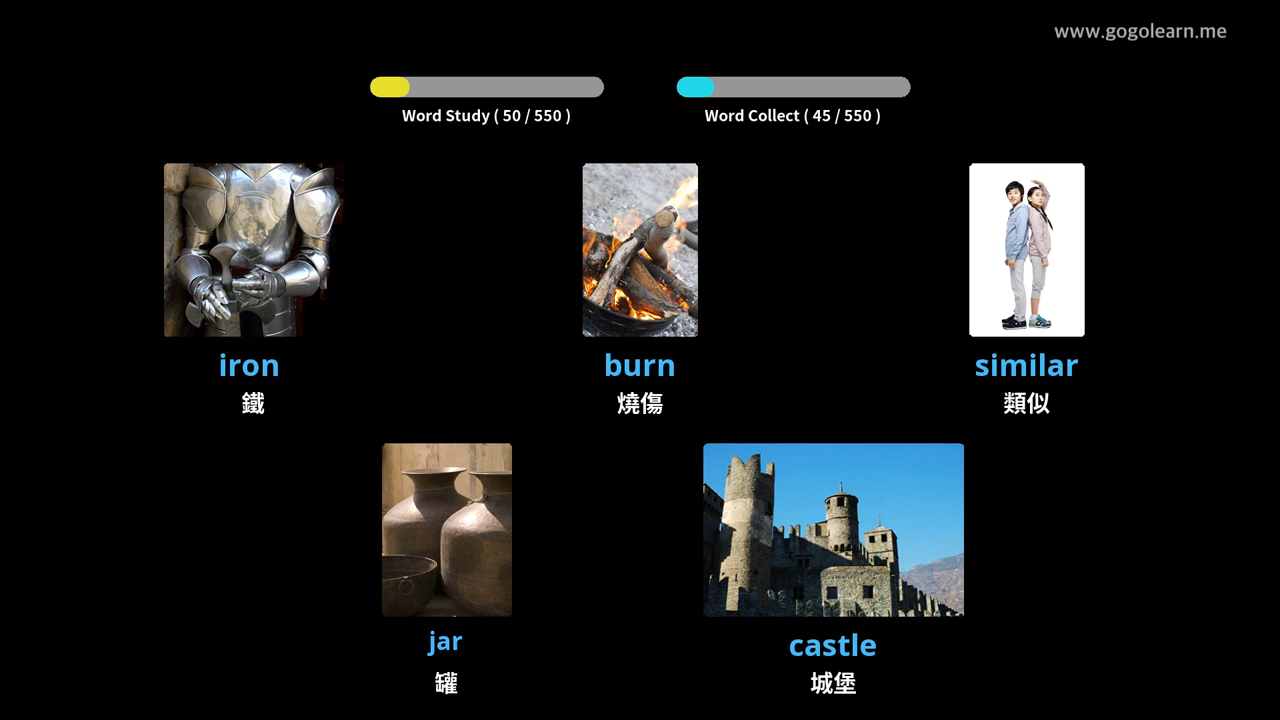 www.gogolearn.me
Word Study ( 50 / 550 )
Word Collect ( 45 / 550 )
iron
鐵
burn
燒傷
similar
類似
jar
罐
castle
城堡